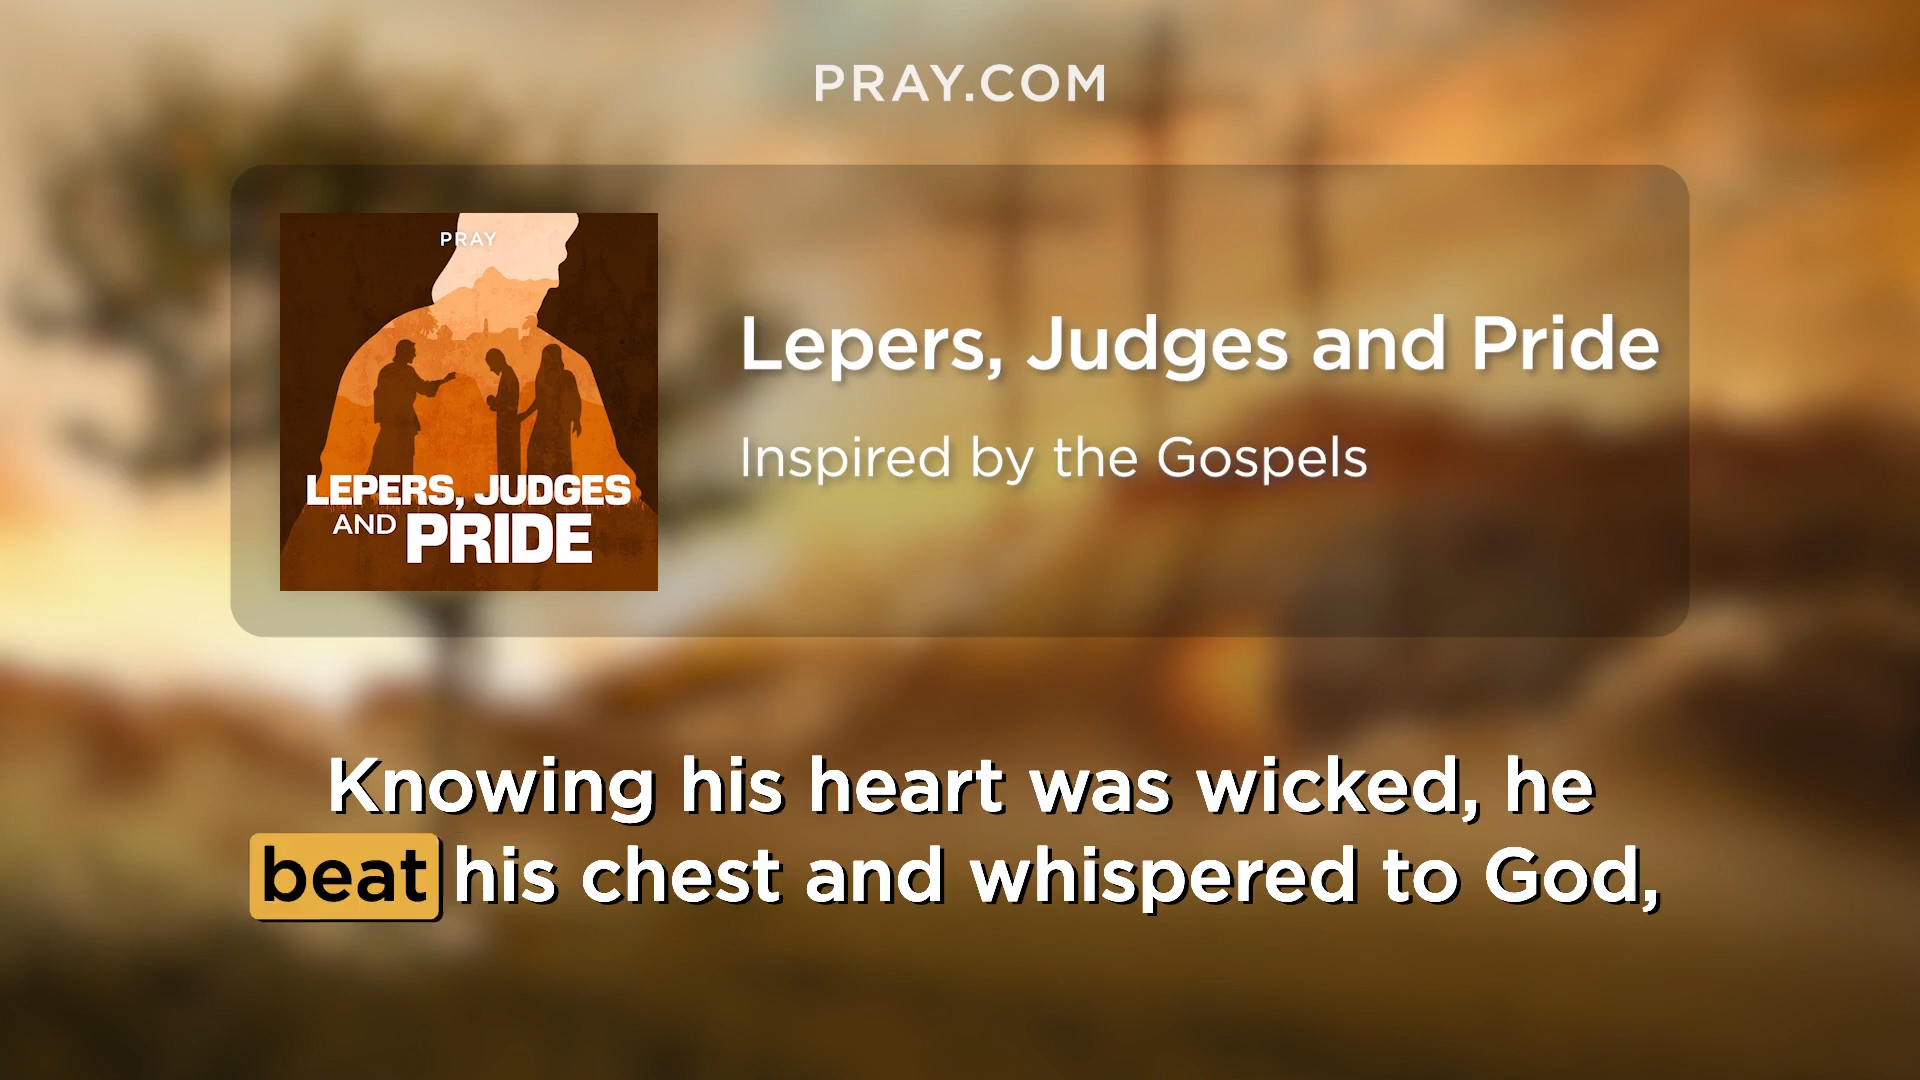 PRAY.COM
PRAY
LEPERS, JUDGES
AND PRIDE
Lepers, Judges and Pride
Inspired by the Gospels
Knowing his heart was wicked, he
beat his chest and whispered to God,